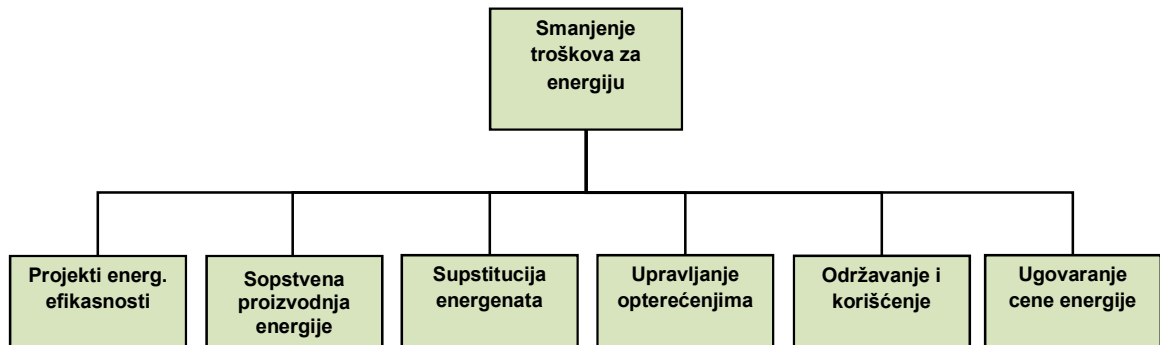 Smanjenje
troškova za
energiju
Projekti energ.
efikasnosti
Sopstvena
proizvodnja
energije
Supstitucija
energenata
Upravljanje
opterećenjima
Održavanje i
korišćenje
Ugovaranje
cene energije